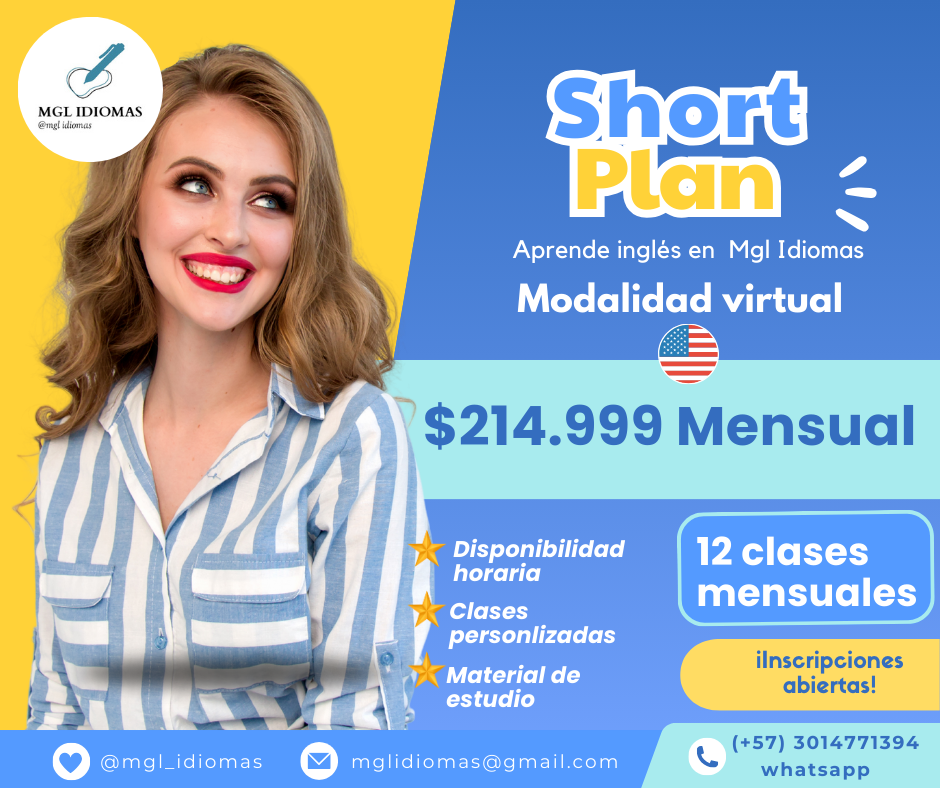 MGL IDIOMAS
@mgl idiomas
Short
Plan
Aprende inglés en Mgl Idiomas
Modalidad virtual
$214.999 Mensual
Disponibilidad
horaria
Clases
personlizadas
Material de
estudio
12 clases
mensuales
¡Inscripciones
abiertas!
@mgl_idiomas
mglidiomas@gmail.com
(+57) 3014771394
whatsapp